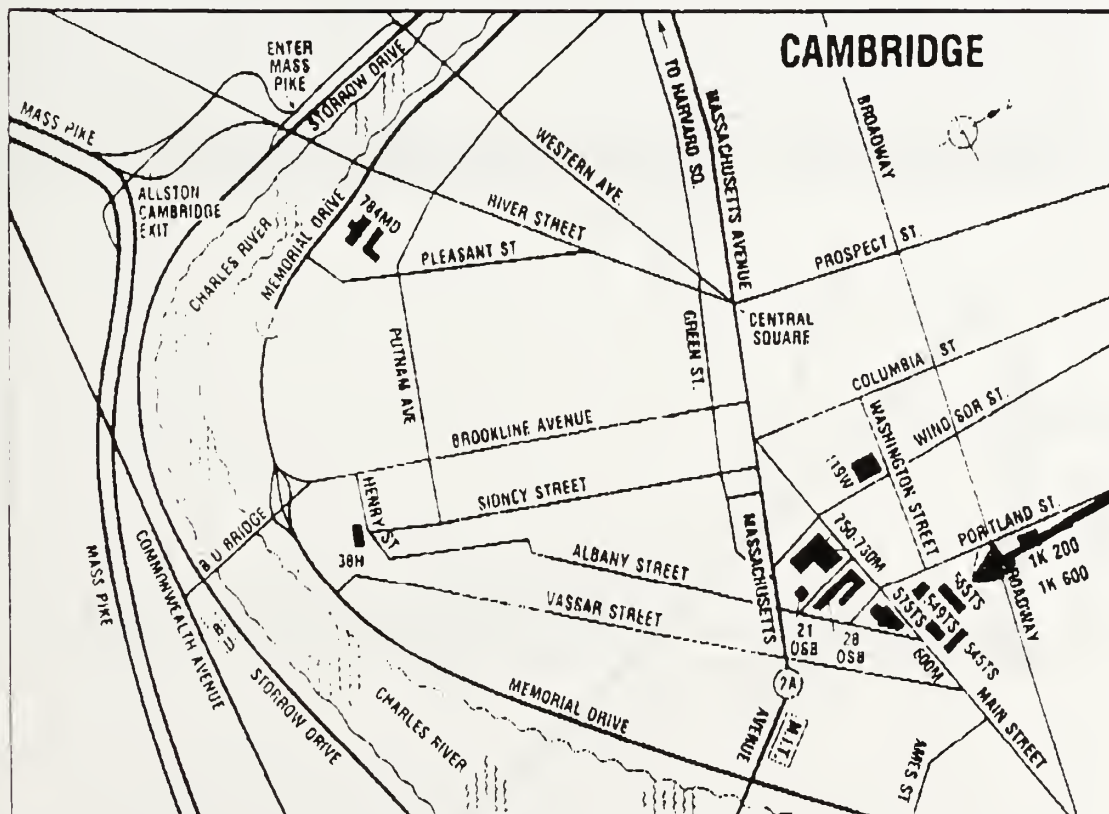 CAMBRIDGE
ENTER
MASS
PIKE
STORROW DRIVE
MASS PIKE
ALLSTON
CAMBRIDGE
EXIT
CHARLES RIVER
MEMORIAL DRIVE
784MD
WESTERN AVE.
RIVER STREET
PLEASANT ST
TO HARVARD SQ.
MASSACHUSETTS AVENUE
BROADWAY
PROSPECT ST.
CENTRAL
SQUARE
GREEN ST.
PUTNAM AVE
COLUMBIA ST
WASHINGTON STREET
WINDSOR ST.
BROOKLINE AVENUE
SIDNEY STREET
HENRY ST
38H
B U BRIDGE
B U
ALBANY STREET
VASSAR STREET
119W
750-730M
PORTLAND ST.
1K 200
1K 600
BROADWAY
565TS
549TS
575TS
545TS
600M
21
OSB
28
OSB
MASSACHUSETTS
AVENUE
2A
M.I.T.
MAIN STREET
AMES ST
MASS PIKE
COMMONWEALTH AVENUE
STORROW DRIVE
CHARLES RIVER
MEMORIAL DRIVE